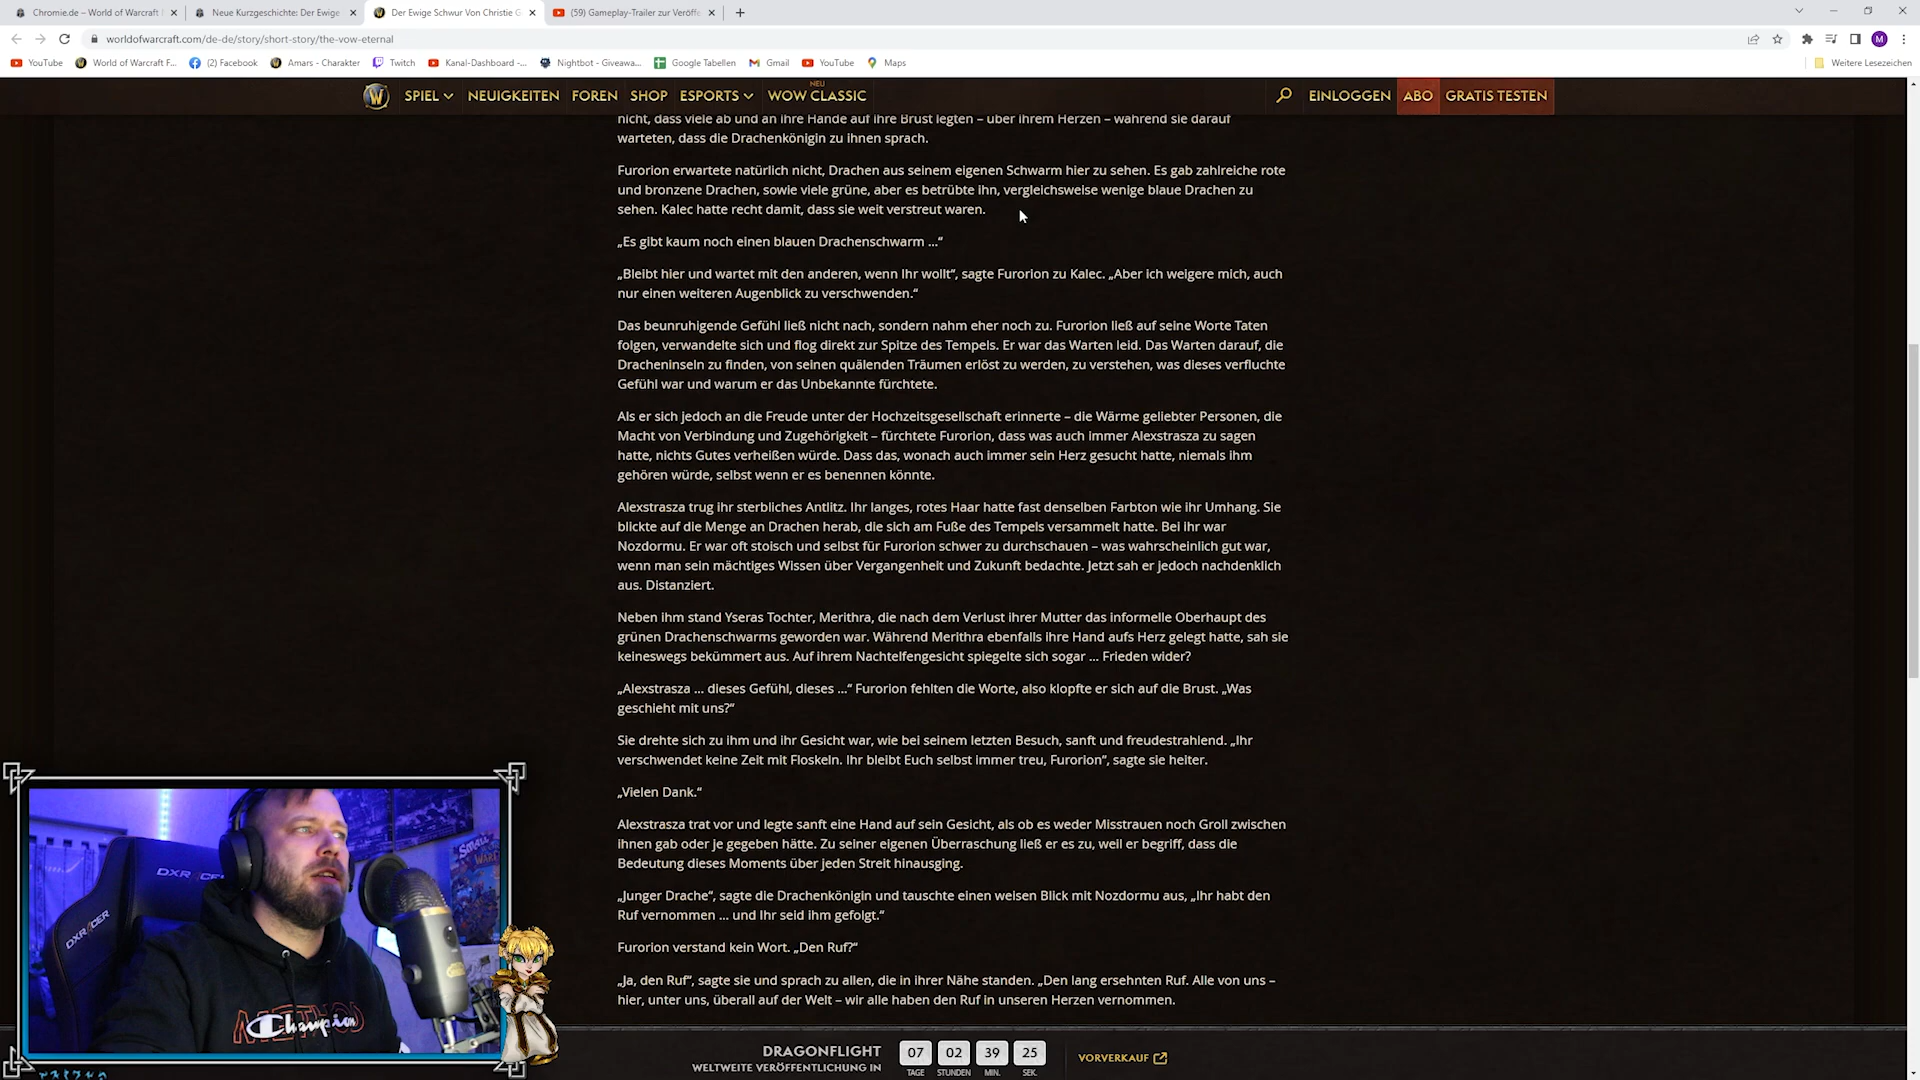 Chromie.de – World of Warcraft
Neue Kurzgeschichte: Der Ewige
Der Ewige Schwur Von Christie G
(59) Gameplay-Trailer zur Veröffe
worldofwarcraft.com/de-de/story/short-story/the-vow-eternal
M
YouTube
World of Warcraft F...
(2) Facebook
Amars - Charakter
Twitch
Kanal-Dashboard -...
Nightbot - Giveawa...
Google Tabellen
Gmail
YouTube
Maps
Weitere Lesezeichen
NEU
SPIEL NEUIGKEITEN FOREN SHOP ESPORTS WOW CLASSIC
EINLOGGEN ABO GRATIS TESTEN
nicht, dass viele ab und an ihre Hände auf ihre Brust legten – über ihrem Herzen – während sie darauf
warteten, dass die Drachenkönigin zu ihnen sprach.
Furorion erwartete natürlich nicht, Drachen aus seinem eigenen Schwarm hier zu sehen. Es gab zahlreiche rote
und bronzene Drachen, sowie viele grüne, aber es betrübte ihn, vergleichsweise wenige blaue Drachen zu
sehen. Kalec hatte recht damit, dass sie weit verstreut waren.
„Es gibt kaum noch einen blauen Drachenschwarm ...“
„Bleibt hier und wartet mit den anderen, wenn Ihr wollt“, sagte Furorion zu Kalec. „Aber ich weigere mich, auch
nur einen weiteren Augenblick zu verschwenden.“
Das beunruhigende Gefühl ließ nicht nach, sondern nahm eher noch zu. Furorion ließ auf seine Worte Taten
folgen, verwandelte sich und flog direkt zur Spitze des Tempels. Er war das Warten leid. Das Warten darauf, die
Dracheninseln zu finden, von seinen quälenden Träumen erlöst zu werden, zu verstehen, was dieses verfluchte
Gefühl war und warum er das Unbekannte fürchtete.
Als er sich jedoch an die Freude unter der Hochzeitsgesellschaft erinnerte – die Wärme geliebter Personen, die
Macht von Verbindung und Zugehörigkeit – fürchtete Furorion, dass was auch immer Alexstrasza zu sagen
hatte, nichts Gutes verheißen würde. Dass das, wonach auch immer sein Herz gesucht hatte, niemals ihm
gehören würde, selbst wenn er es benennen könnte.
Alexstrasza trug ihr sterbliches Antlitz. Ihr langes, rotes Haar hatte fast denselben Farbton wie ihr Umhang. Sie
blickte auf die Menge an Drachen herab, die sich am Fuße des Tempels versammelt hatte. Bei ihr war
Nozdormu. Er war oft stoisch und selbst für Furorion schwer zu durchschauen – was wahrscheinlich gut war,
wenn man sein mächtiges Wissen über Vergangenheit und Zukunft bedachte. Jetzt sah er jedoch nachdenklich
aus. Distanziert.
Neben ihm stand Yseras Tochter, Merithra, die nach dem Verlust ihrer Mutter das informelle Oberhaupt des
grünen Drachenschwarms geworden war. Während Merithra ebenfalls ihre Hand aufs Herz gelegt hatte, sah sie
keineswegs bekümmert aus. Auf ihrem Nachtelfengesicht spiegelte sich sogar ... Frieden wider?
„Alexstrasza ... dieses Gefühl, dieses ...“ Furorion fehlten die Worte, also klopfte er sich auf die Brust. „Was
geschieht mit uns?“
Sie drehte sich zu ihm und ihr Gesicht war, wie bei seinem letzten Besuch, sanft und freudestrahlend. „Ihr
verschwendet keine Zeit mit Floskeln. Ihr bleibt Euch selbst immer treu, Furorion“, sagte sie heiter.
„Vielen Dank.“
Alexstrasza trat vor und legte sanft eine Hand auf sein Gesicht, als ob es weder Misstrauen noch Groll zwischen
ihnen gab oder je gegeben hätte. Zu seiner eigenen Überraschung ließ er es zu, weil er begriff, dass die
Bedeutung dieses Moments über jeden Streit hinausging.
„Junger Drache“, sagte die Drachenkönigin und tauschte einen weisen Blick mit Nozdormu aus, „Ihr habt den
Ruf vernommen ... und Ihr seid ihm gefolgt.“
Furorion verstand kein Wort. „Den Ruf?“
„Ja, den Ruf“, sagte sie und sprach zu allen, die in ihrer Nähe standen. „Den lang ersehnten Ruf. Alle von uns –
hier, unter uns, überall auf der Welt – wir alle haben den Ruf in unseren Herzen vernommen.
DXRACER
DXRACER
METHOD
Champion
DRAGONFLIGHT
WELTWEITE VERÖFFENTLICHUNG IN
07 02 39 25
TAGE STUNDEN MIN. SEK.
VORVERKAUF